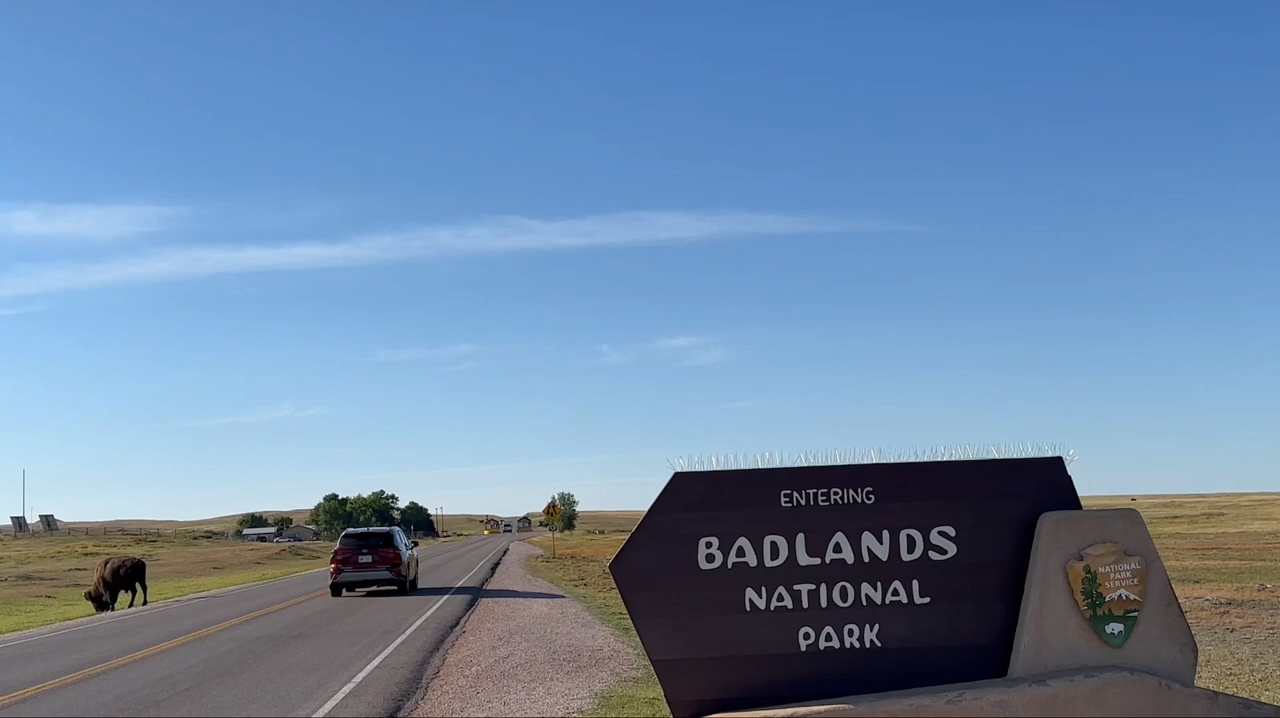 ENTERING
BADLANDS
NATIONAL
PARK
NATIONAL
PARK
SERVICE